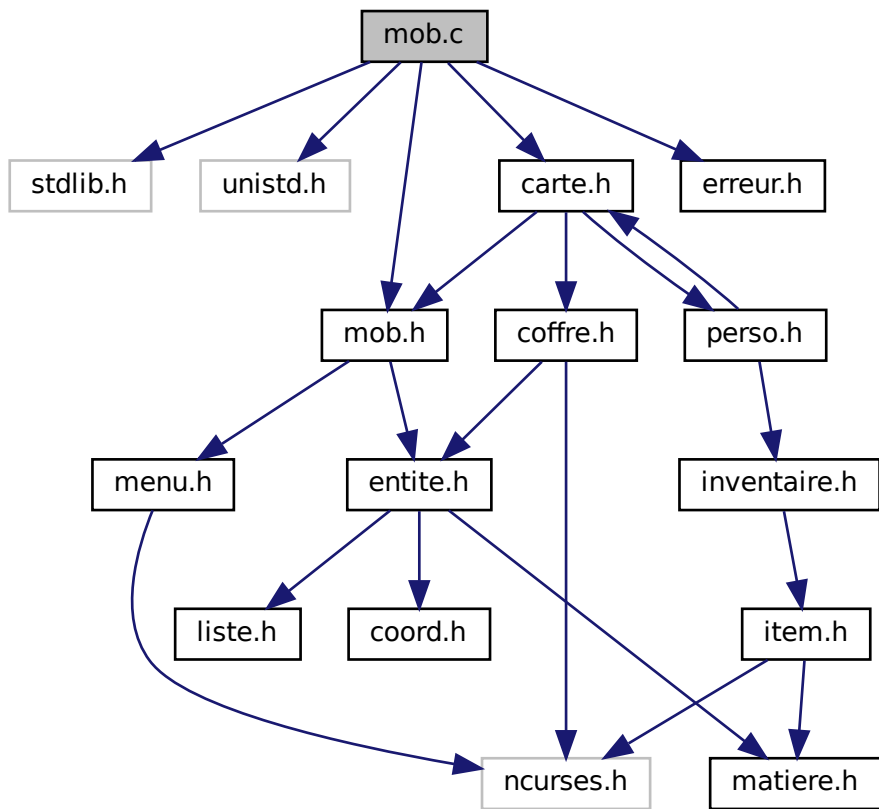 mob.c
stdlib.h
unistd.h
carte.h
erreur.h
mob.h
coffre.h
perso.h
menu.h
entite.h
inventaire.h
liste.h
coord.h
item.h
ncurses.h
matiere.h